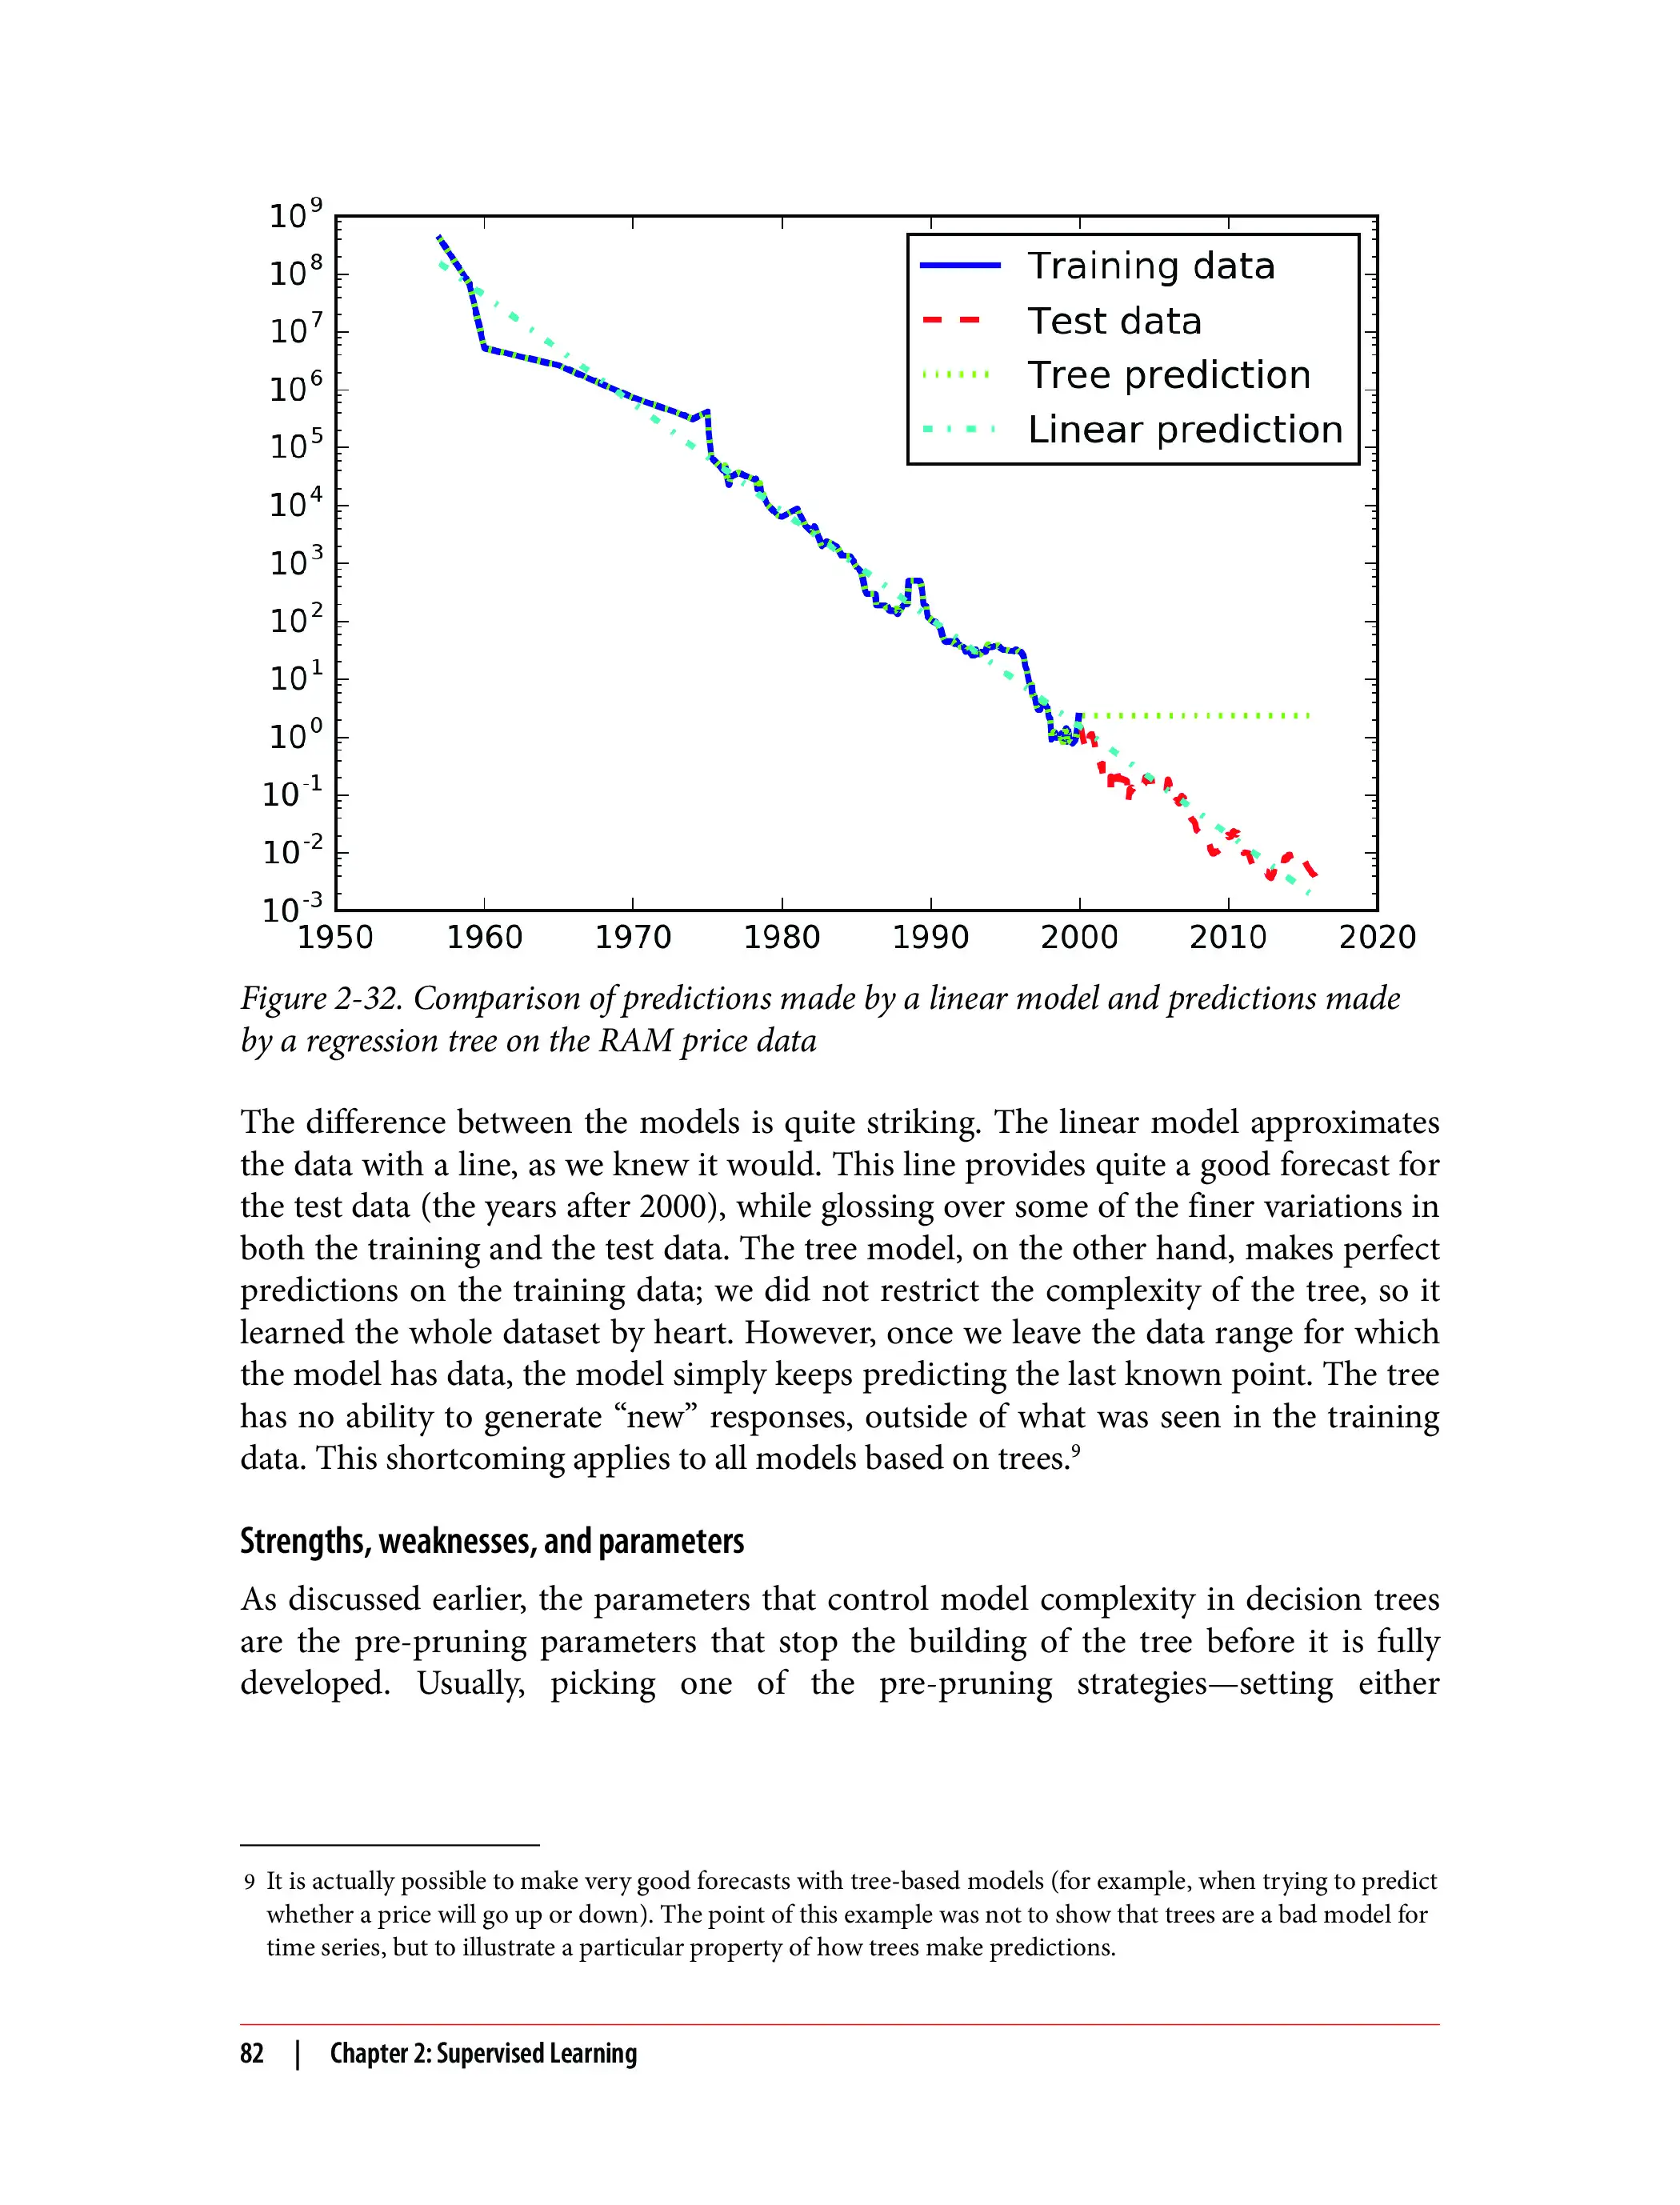 10^9
10^8
10^7
10^6
10^5
10^4
10^3
10^2
10^1
10^0
10^-1
10^-2
10^-3
Training data
Test data
Tree prediction
Linear prediction
1950 1960 1970 1980 1990 2000 2010 2020
Figure 2-32. Comparison of predictions made by a linear model and predictions made
by a regression tree on the RAM price data
The difference between the models is quite striking. The linear model approximates
the data with a line, as we knew it would. This line provides quite a good forecast for
the test data (the years after 2000), while glossing over some of the finer variations in
both the training and the test data. The tree model, on the other hand, makes perfect
predictions on the training data; we did not restrict the complexity of the tree, so it
learned the whole dataset by heart. However, once we leave the data range for which
the model has data, the model simply keeps predicting the last known point. The tree
has no ability to generate “new” responses, outside of what was seen in the training
data. This shortcoming applies to all models based on trees.⁹
Strengths, weaknesses, and parameters
As discussed earlier, the parameters that control model complexity in decision trees
are the pre-pruning parameters that stop the building of the tree before it is fully
developed. Usually, picking one of the pre-pruning strategies—setting either
9 It is actually possible to make very good forecasts with tree-based models (for example, when trying to predict
whether a price will go up or down). The point of this example was not to show that trees are a bad model for
time series, but to illustrate a particular property of how trees make predictions.
82 | Chapter 2: Supervised Learning